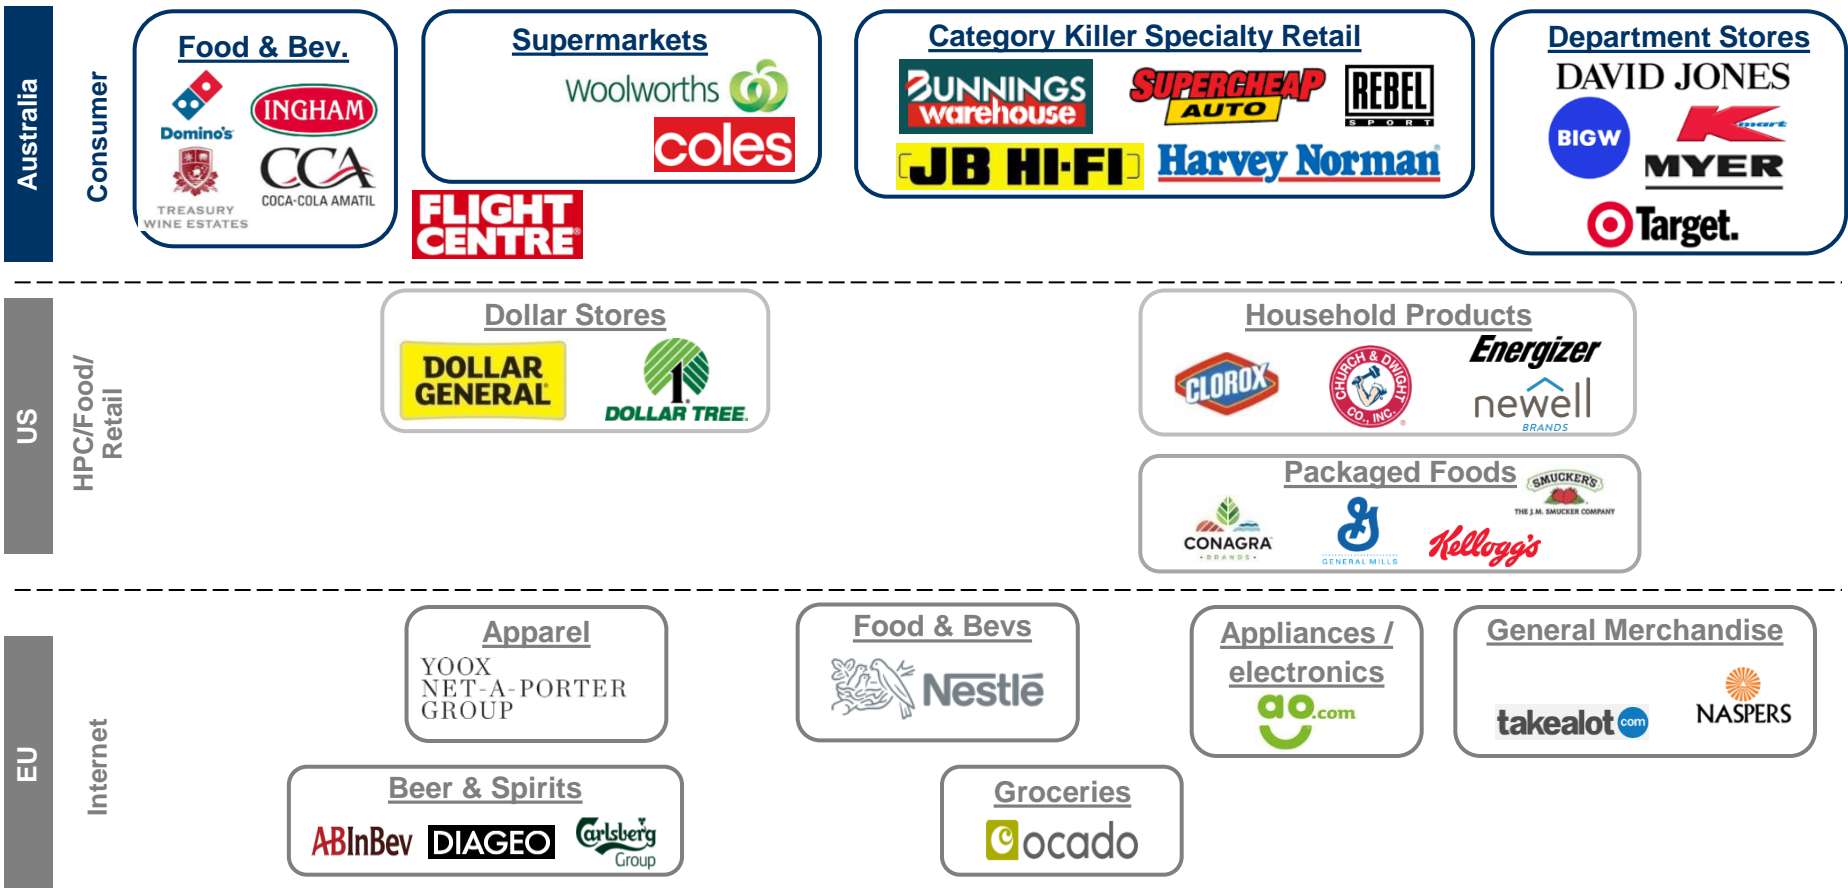 Australia
Consumer
Food & Bev.
Domino's
INGHAM
TREASURY
WINE ESTATES
CCA
COCA-COLA AMATIL
Supermarkets
Woolworths
coles
FLIGHT
CENTRE®
Category Killer Specialty Retail
BUNNINGS
warehouse
SUPERCHEAP
AUTO
REBEL
SPORT
JB HI-FI
Harvey Norman
Department Stores
DAVID JONES
BIGW
Kmart
MYER
Target.
US
HPC/Food/
Retail
Dollar Stores
DOLLAR
GENERAL
1
DOLLAR TREE.
Household Products
CLOROX
CHURCH & DWIGHT
CO., INC.
®
Energizer
newell
BRANDS
Packaged Foods
CONAGRA
·BRANDS·
G
GENERAL MILLS
Kellogg's
SMUCKER'S
THE J.M. SMUCKER COMPANY
EU
Internet
Apparel
YOOX
NET-A-PORTER
GROUP
Food & Bevs
Nestlé
Appliances /
electronics
ao.com
General Merchandise
takealot com
NASPERS
Beer & Spirits
ABInBev
DIAGEO
Carlsberg
Group
Groceries
ocado